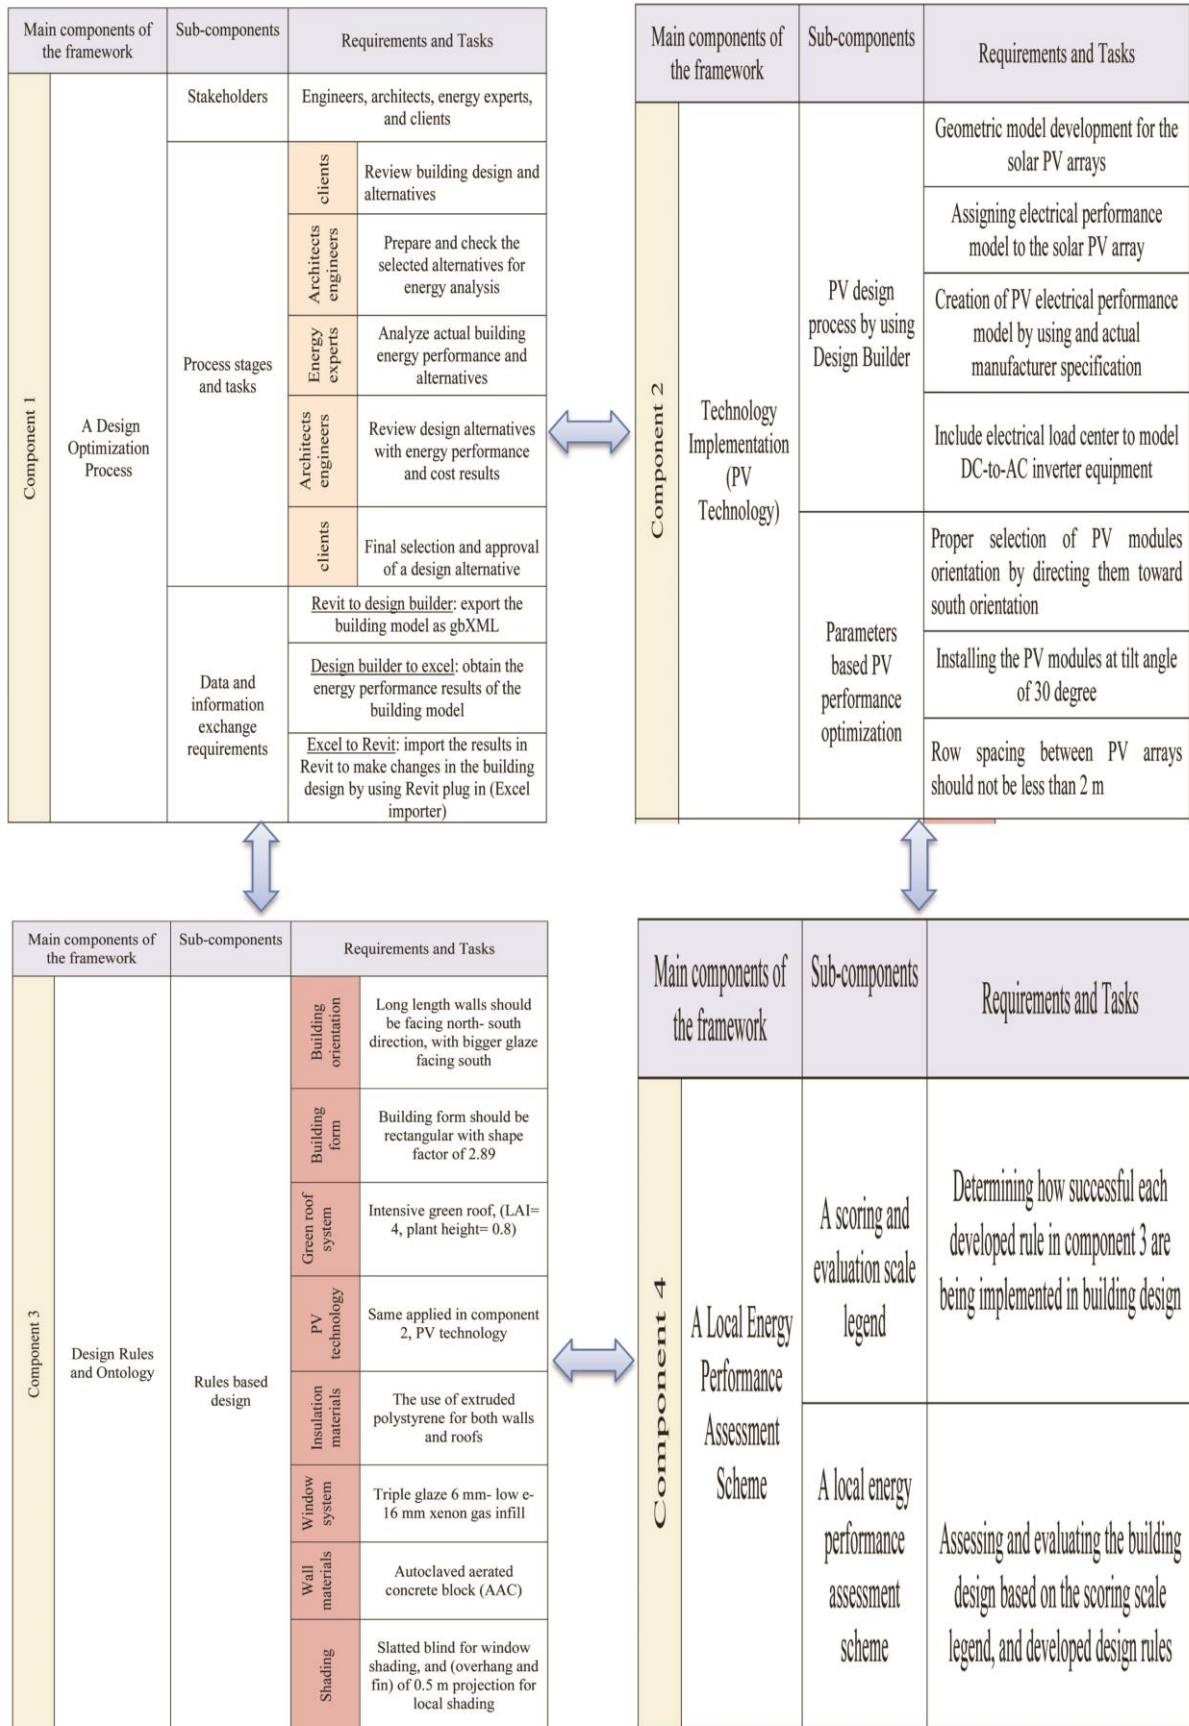 Main components of
the framework
Sub-components
Requirements and Tasks
Component 1
A Design
Optimization
Process
Stakeholders
Engineers, architects, energy experts,
and clients
Process stages
and tasks
clients
Review building design and
alternatives
Architects
engineers
Prepare and check the
selected alternatives for
energy analysis
Energy
experts
Analyze actual building
energy performance and
alternatives
Architects
engineers
Review design alternatives
with energy performance
and cost results
clients
Final selection and approval
of a design alternative
Data and
information
exchange
requirements
Revit to design builder: export the
building model as gbXML
Design builder to excel: obtain the
energy performance results of the
building model
Excel to Revit: import the results in
Revit to make changes in the building
design by using Revit plug in (Excel
importer)
Main components of
the framework
Sub-components
Requirements and Tasks
Component 2
Technology
Implementation
(PV
Technology)
PV design
process by using
Design Builder
Geometric model development for the
solar PV arrays
Assigning electrical performance
model to the solar PV array
Creation of PV electrical performance
model by using and actual
manufacturer specification
Include electrical load center to model
DC-to-AC inverter equipment
Parameters
based PV
performance
optimization
Proper selection of PV modules
orientation by directing them toward
south orientation
Installing the PV modules at tilt angle
of 30 degree
Row spacing between PV arrays
should not be less than 2 m
Main components of
the framework
Sub-components
Requirements and Tasks
Component 3
Design Rules
and Ontology
Rules based
design
Building
orientation
Long length walls should
be facing north- south
direction, with bigger glaze
facing south
Building
form
Building form should be
rectangular with shape
factor of 2.89
Green roof
system
Intensive green roof, (LAI=
4, plant height= 0.8)
PV
technology
Same applied in component
2, PV technology
Insulation
materials
The use of extruded
polystyrene for both walls
and roofs
Window
system
Triple glaze 6 mm- low e-
16 mm xenon gas infill
Wall
materials
Autoclaved aerated
concrete block (AAC)
Shading
Slatted blind for window
shading, and (overhang and
fin) of 0.5 m projection for
local shading
Main components of
the framework
Sub-components
Requirements and Tasks
Component 4
A Local Energy
Performance
Assessment
Scheme
A scoring and
evaluation scale
legend
Determining how successful each
developed rule in component 3 are
being implemented in building design
A local energy
performance
assessment
scheme
Assessing and evaluating the building
design based on the scoring scale
legend, and developed design rules